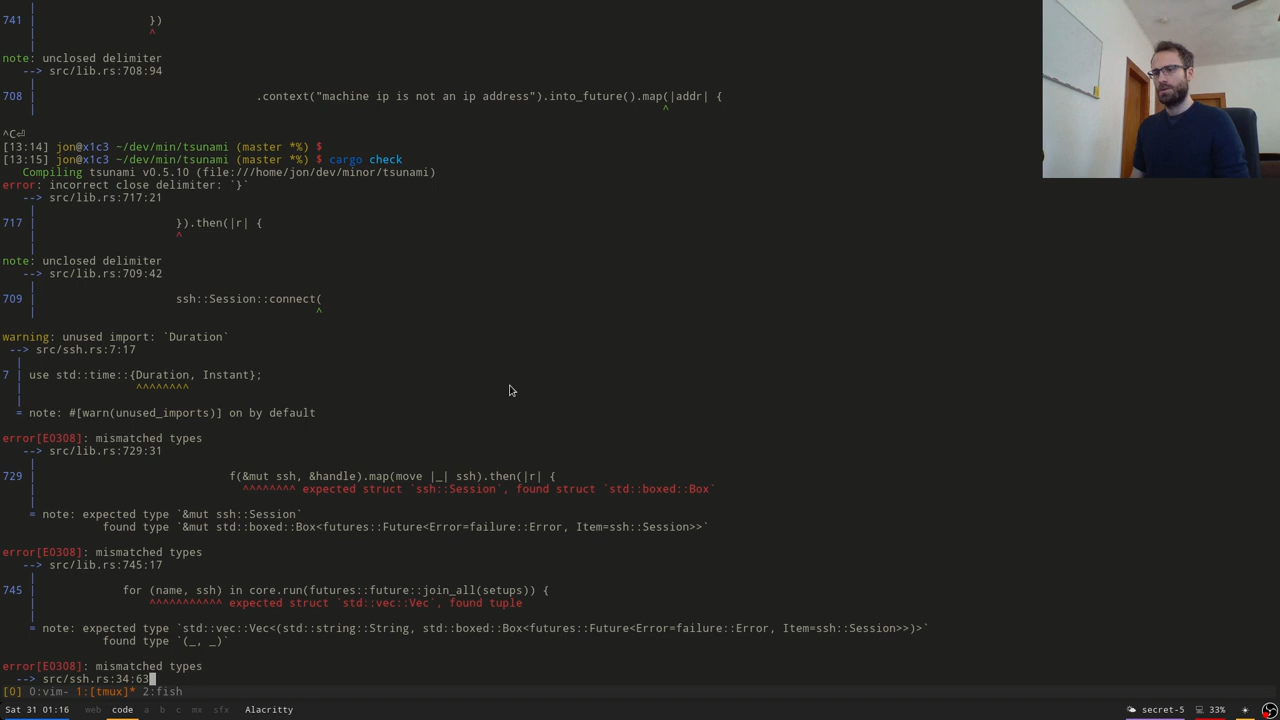 741 |                 })
                      ^
note: unclosed delimiter
   --> src/lib.rs:708:94
    |
708 |                                 .context("machine ip is not an ip address").into_future().map(|addr| {
                                                                                                   ^
^C⏎
[13:14] jon@x1c3 ~/dev/min/tsunami (master *%) $
[13:15] jon@x1c3 ~/dev/min/tsunami (master *%) $ cargo check
   Compiling tsunami v0.5.10 (file:///home/jon/dev/minor/tsunami)
error: incorrect close delimiter: `}`
   --> src/lib.rs:717:21
    |
717 |                     }).then(|r| {
    |                     ^
    |
note: unclosed delimiter
   --> src/lib.rs:709:42
    |
709 |                     ssh::Session::connect(
    |                                          ^
warning: unused import: `Duration`
 --> src/ssh.rs:7:17
  |
7 | use std::time::{Duration, Instant};
  |                 ^^^^^^^^
  |
  = note: #[warn(unused_imports)] on by default
error[E0308]: mismatched types
   --> src/lib.rs:729:31
    |
729 |                             f(&mut ssh, &handle).map(move |_| ssh).then(|r| {
    |                               ^^^^^^^^ expected struct `ssh::Session`, found struct `std::boxed::Box`
    |
    = note: expected type `&mut ssh::Session`
               found type `&mut std::boxed::Box<futures::Future<Error=failure::Error, Item=ssh::Session>>`
error[E0308]: mismatched types
   --> src/lib.rs:745:17
    |
745 |             for (name, ssh) in core.run(futures::future::join_all(setups)) {
    |                 ^^^^^^^^^^^ expected struct `std::vec::Vec`, found tuple
    |
    = note: expected type `std::vec::Vec<(std::string::String, std::boxed::Box<futures::Future<Error=failure::Error, Item=ssh::Session>>)>`
               found type `(_, _)`
error[E0308]: mismatched types
  --> src/ssh.rs:34:63
[0] 0:vim- 1:[tmux]* 2:fish
Sat 31 01:16 web code a b c mx sfx Alacritty secret-5 33%